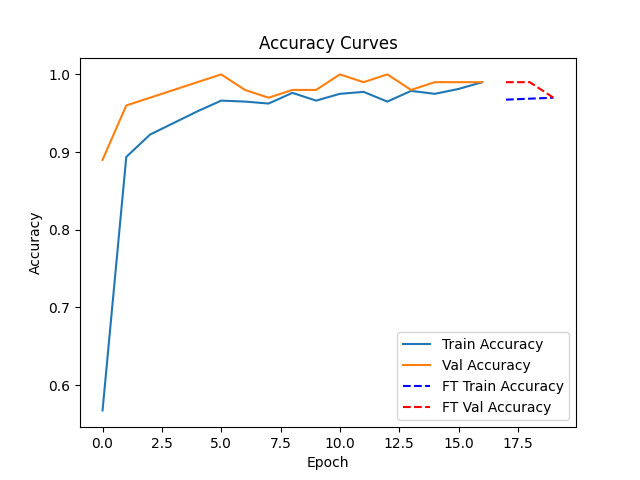 Accuracy Curves
1.0
0.9
0.8
0.7
0.6
Accuracy
Train Accuracy
Val Accuracy
FT Train Accuracy
FT Val Accuracy
0.0 2.5 5.0 7.5 10.0 12.5 15.0 17.5
Epoch